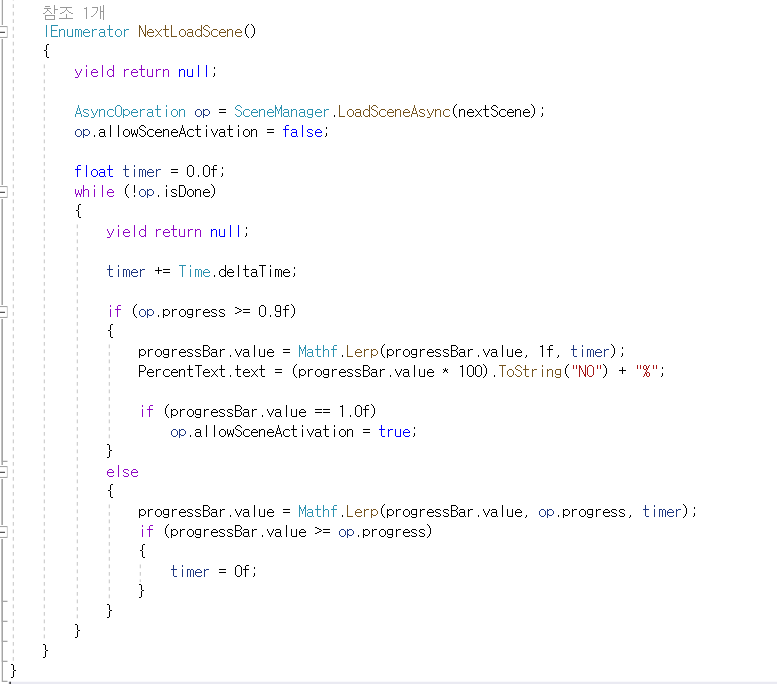 참조 1개
IEnumerator NextLoadScene()
{
yield return null;
AsyncOperation op = SceneManager.LoadSceneAsync(nextScene);
op.allowSceneActivation = false;
float timer = 0.0f;
while (!op.isDone)
{
yield return null;
timer += Time.deltaTime;
if (op.progress >= 0.9f)
{
progressBar.value = Mathf.Lerp(progressBar.value, 1f, timer);
PercentText.text = (progressBar.value * 100).ToString("N0") + "%";
if (progressBar.value == 1.0f)
op.allowSceneActivation = true;
}
else
{
progressBar.value = Mathf.Lerp(progressBar.value, op.progress, timer);
if (progressBar.value >= op.progress)
{
timer = 0f;
}
}
}
}
}